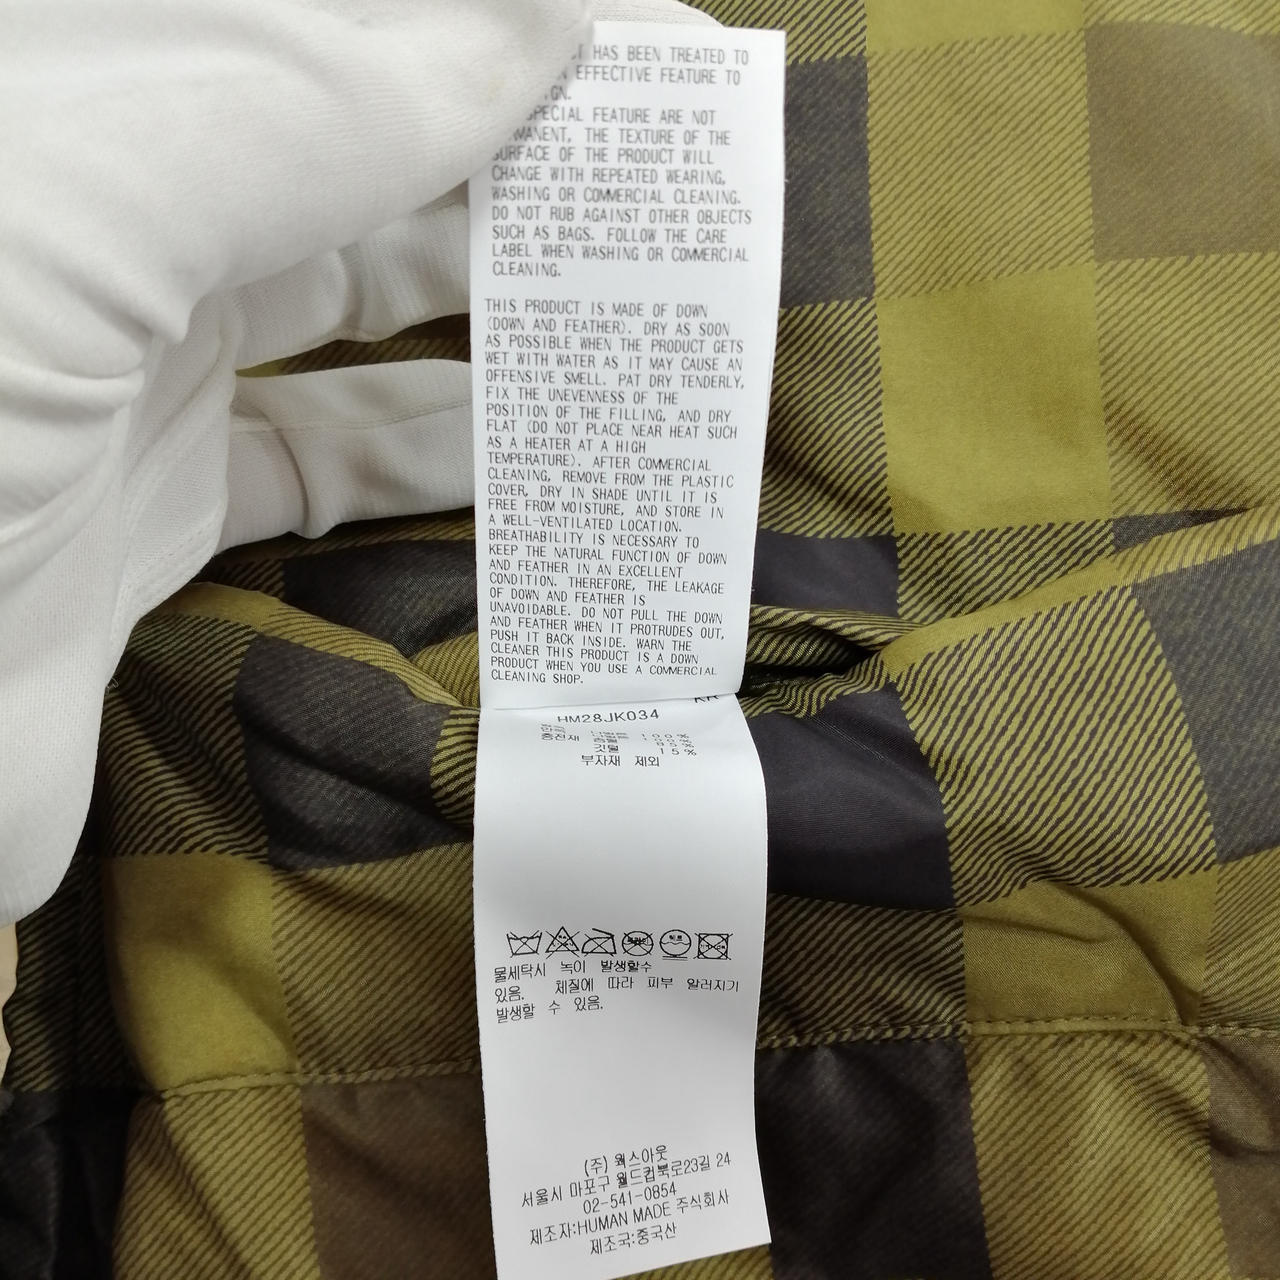 HAS BEEN TREATED TO
EFFECTIVE FEATURE TO
SPECIAL FEATURE ARE NOT
THE TEXTURE OF THE
SURFACE OF THE PRODUCT WILL
CHANGE WITH REPEATED WEARING,
WASHING OR COMMERCIAL CLEANING.
DO NOT RUB AGAINST OTHER OBJECTS
SUCH AS BAGS. FOLLOW THE CARE
LABEL WHEN WASHING OR COMMERCIAL
CLEANING.
THIS PRODUCT IS MADE OF DOWN
(DOWN AND FEATHER). DRY AS SOON
AS POSSIBLE WHEN THE PRODUCT GETS
WET WITH WATER AS IT MAY CAUSE AN
OFFENSIVE SMELL. PAT DRY TENDERLY,
FIX THE UNEVENNESS OF THE
POSITION OF THE FILLING, AND DRY
FLAT (DO NOT PLACE NEAR HEAT SUCH
AS A HEATER AT A HIGH
TEMPERATURE). AFTER COMMERCIAL
CLEANING, REMOVE FROM THE PLASTIC
COVER, DRY IN SHADE UNTIL IT IS
FREE FROM MOISTURE, AND STORE IN
A WELL-VENTILATED LOCATION.
BREATHABILITY IS NECESSARY TO
KEEP THE NATURAL FUNCTION OF DOWN
AND FEATHER IN AN EXCELLENT
CONDITION. THEREFORE, THE LEAKAGE
OF DOWN AND FEATHER IS
UNAVOIDABLE. DO NOT PULL THE DOWN
AND FEATHER WHEN IT PROTRUDES OUT,
PUSH IT BACK INSIDE. WARN THE
CLEANER THIS PRODUCT IS A DOWN
PRODUCT WHEN YOU USE A COMMERCIAL
CLEANING SHOP.
KR
HM28JK034
100%
충전재 85%
깃털 15%
부자재 제외
물세탁시 녹이 발생할수
있음. 체질에 따라 피부 알러지기
발생할 수 있음.
(주) 웍스아웃
서울시 마포구 월드컵북로23길 24
02-541-0854
제조자:HUMAN MADE 주식회사
제조국:중국산